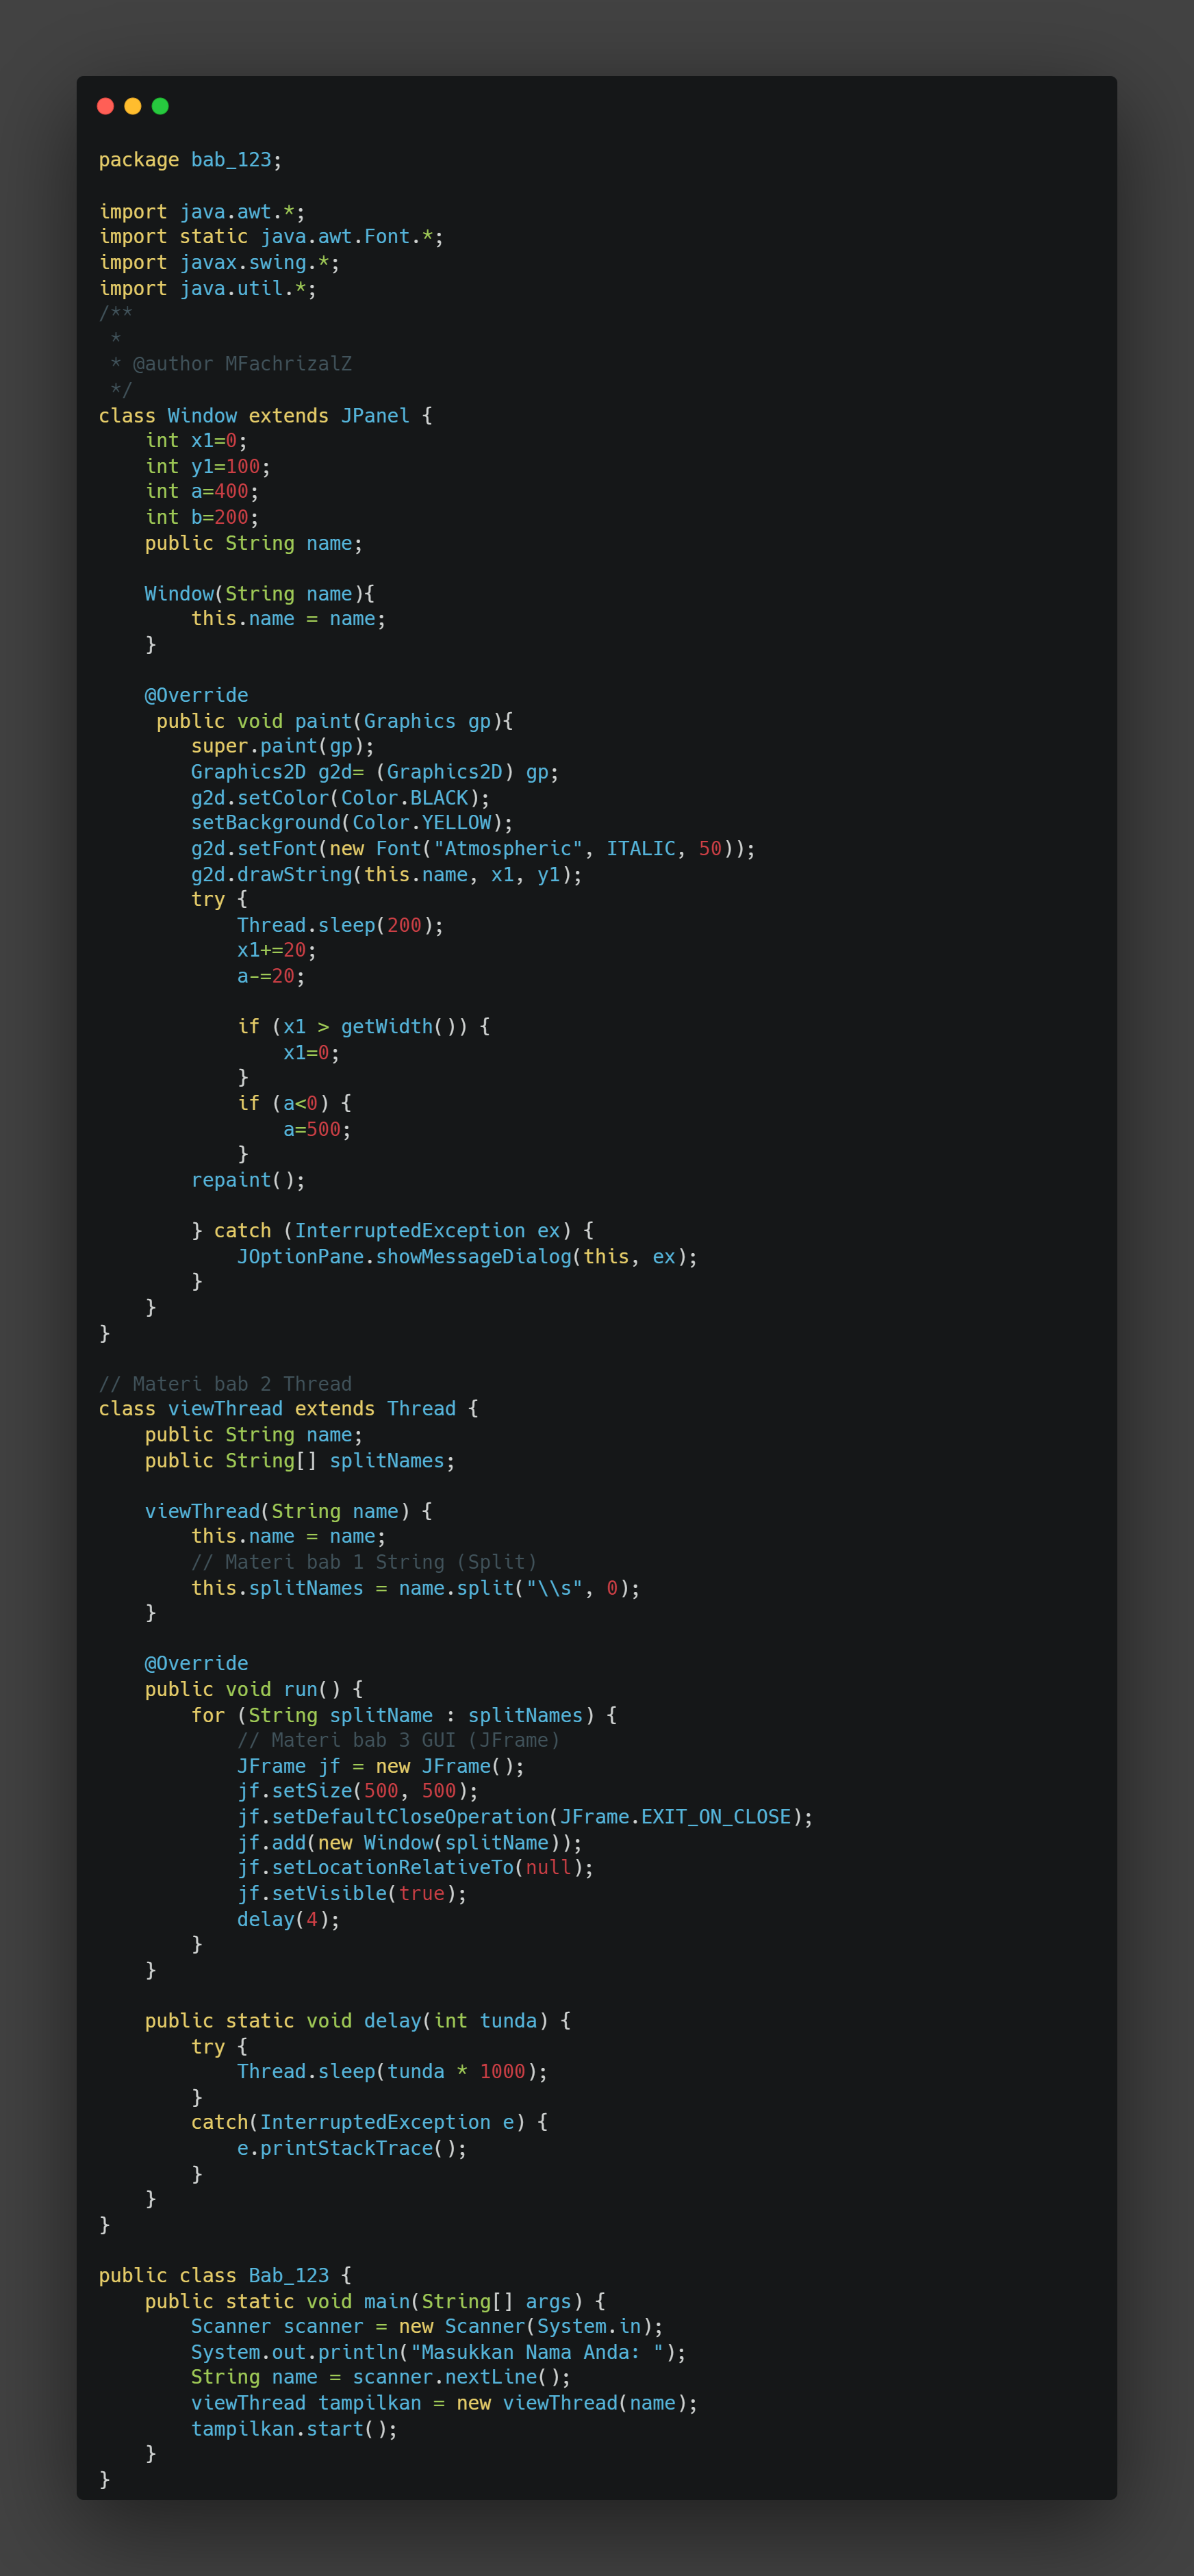 package bab_123;

import java.awt.*;
import static java.awt.Font.*;
import javax.swing.*;
import java.util.*;
/**
 *
 * @author MFachrizalZ
 */
class Window extends JPanel {
    int x1=0;
    int y1=100;
    int a=400;
    int b=200;
    public String name;

    Window(String name){
        this.name = name;
    }

    @Override
     public void paint(Graphics gp){
        super.paint(gp);
        Graphics2D g2d= (Graphics2D) gp;
        g2d.setColor(Color.BLACK);
        setBackground(Color.YELLOW);
        g2d.setFont(new Font("Atmospheric", ITALIC, 50));
        g2d.drawString(this.name, x1, y1);
        try {
            Thread.sleep(200);
            x1+=20;
            a-=20;

            if (x1 > getWidth()) {
                x1=0;
            }
            if (a<0) {
                a=500;
            }
        repaint();

        } catch (InterruptedException ex) {
            JOptionPane.showMessageDialog(this, ex);
        }
    }
}

// Materi bab 2 Thread
class viewThread extends Thread {
    public String name;
    public String[] splitNames;

    viewThread(String name) {
        this.name = name;
        // Materi bab 1 String (Split)
        this.splitNames = name.split("\\s", 0);
    }

    @Override
    public void run() {
        for (String splitName : splitNames) {
            // Materi bab 3 GUI (JFrame)
            JFrame jf = new JFrame();
            jf.setSize(500, 500);
            jf.setDefaultCloseOperation(JFrame.EXIT_ON_CLOSE);
            jf.add(new Window(splitName));
            jf.setLocationRelativeTo(null);
            jf.setVisible(true);
            delay(4);
        }
    }

    public static void delay(int tunda) {
        try {
            Thread.sleep(tunda * 1000);
        }
        catch(InterruptedException e) {
            e.printStackTrace();
        }
    }
}

public class Bab_123 {
    public static void main(String[] args) {
        Scanner scanner = new Scanner(System.in);
        System.out.println("Masukkan Nama Anda: ");
        String name = scanner.nextLine();
        viewThread tampilkan = new viewThread(name);
        tampilkan.start();
    }
}